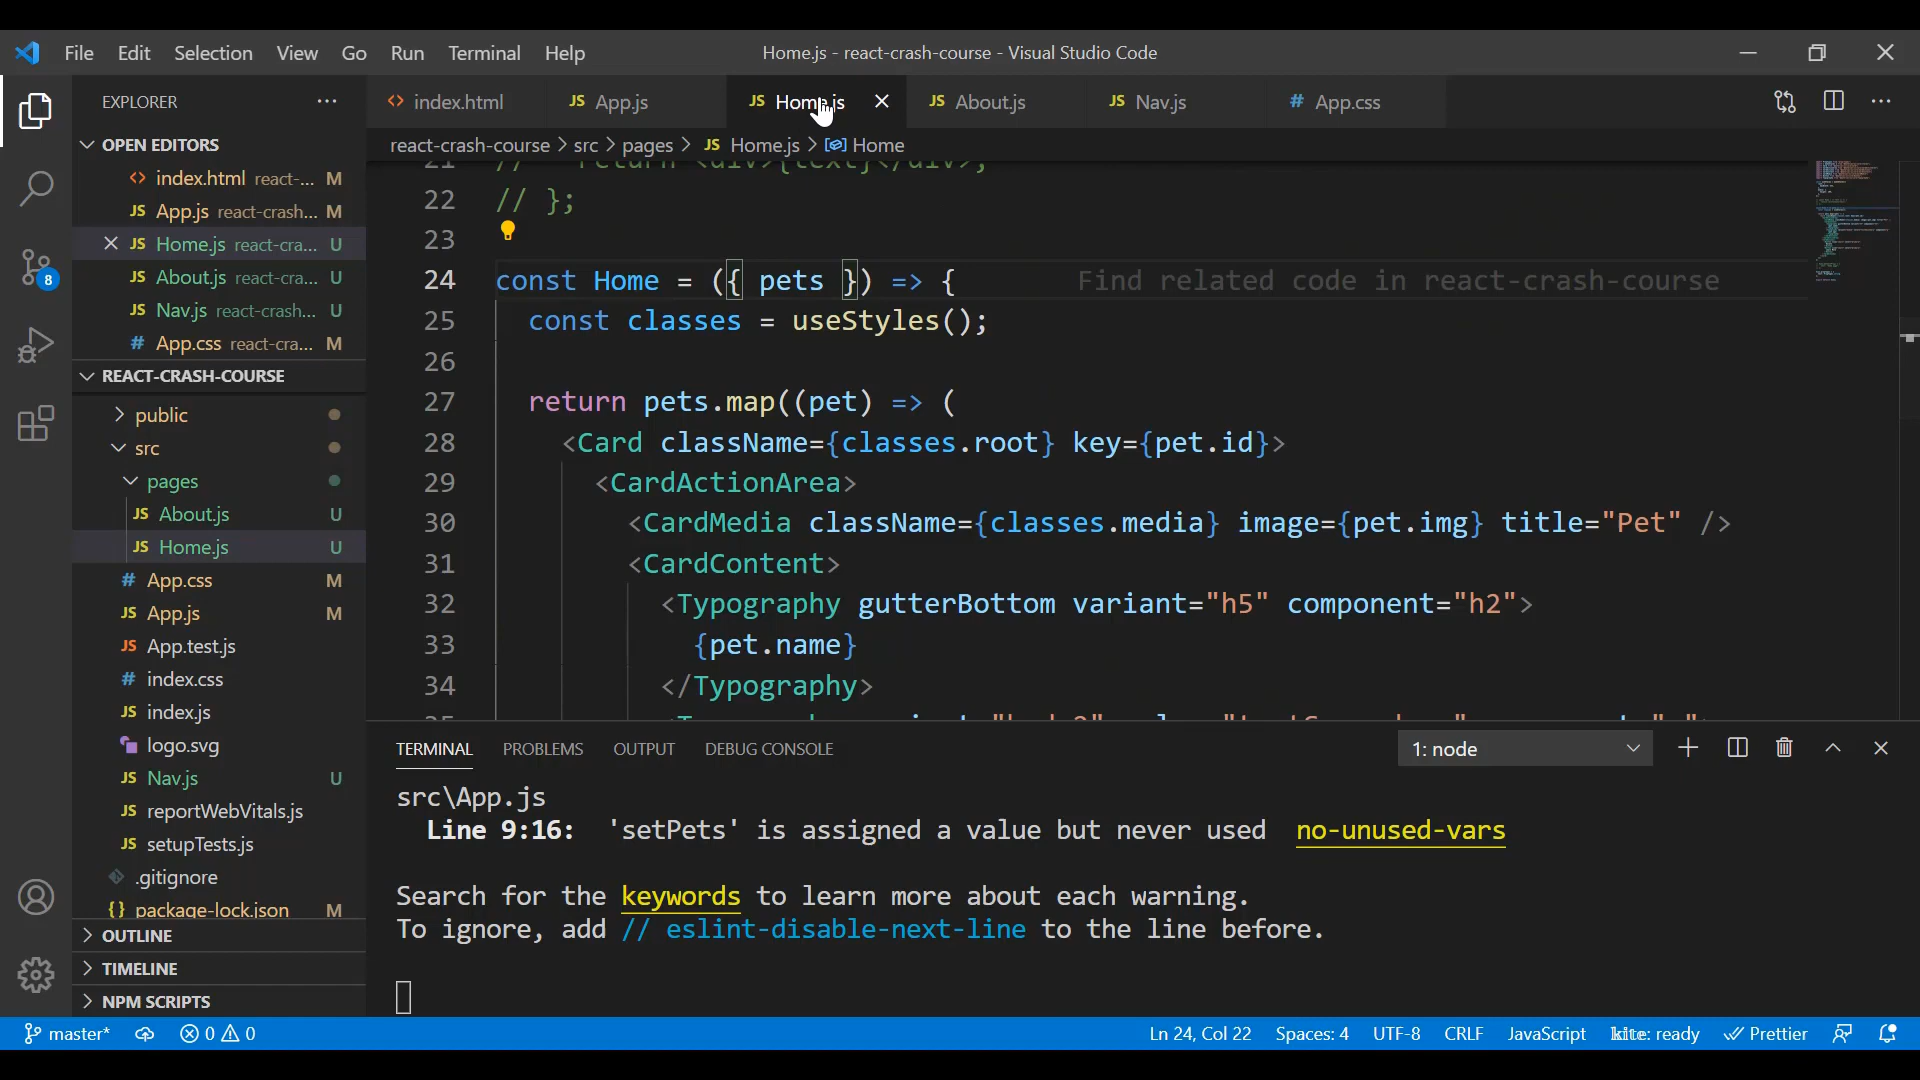 File Edit Selection View Go Run Terminal Help
Home.js - react-crash-course - Visual Studio Code
EXPLORER
OPEN EDITORS
index.html react-... M
App.js react-crash... M
Home.js react-cra... U
About.js react-cra... U
Nav.js react-crash... U
App.css react-cra... M
REACT-CRASH-COURSE
public
src
pages
About.js U
Home.js U
App.css M
App.js M
App.test.js
index.css
index.js
logo.svg
Nav.js U
reportWebVitals.js
setupTests.js
.gitignore
package-lock.json M
OUTLINE
TIMELINE
NPM SCRIPTS
8
index.html
App.js
Home.js
About.js
Nav.js
App.css
react-crash-course > src > pages > JS Home.js > Home
21 // return <div>{text}</div>;
22 // };
23
24 const Home = ({ pets }) => { Find related code in react-crash-course
25 const classes = useStyles();
26
27 return pets.map((pet) => (
28 <Card className={classes.root} key={pet.id}>
29 <CardActionArea>
30 <CardMedia className={classes.media} image={pet.img} title="Pet" />
31 <CardContent>
32 <Typography gutterBottom variant="h5" component="h2">
33 {pet.name}
34 </Typography>
TERMINAL PROBLEMS OUTPUT DEBUG CONSOLE
1: node
src\App.js
Line 9:16: 'setPets' is assigned a value but never used no-unused-vars
Search for the keywords to learn more about each warning.
To ignore, add // eslint-disable-next-line to the line before.
master* 0 0
Ln 24, Col 22 Spaces: 4 UTF-8 CRLF JavaScript kite: ready Prettier